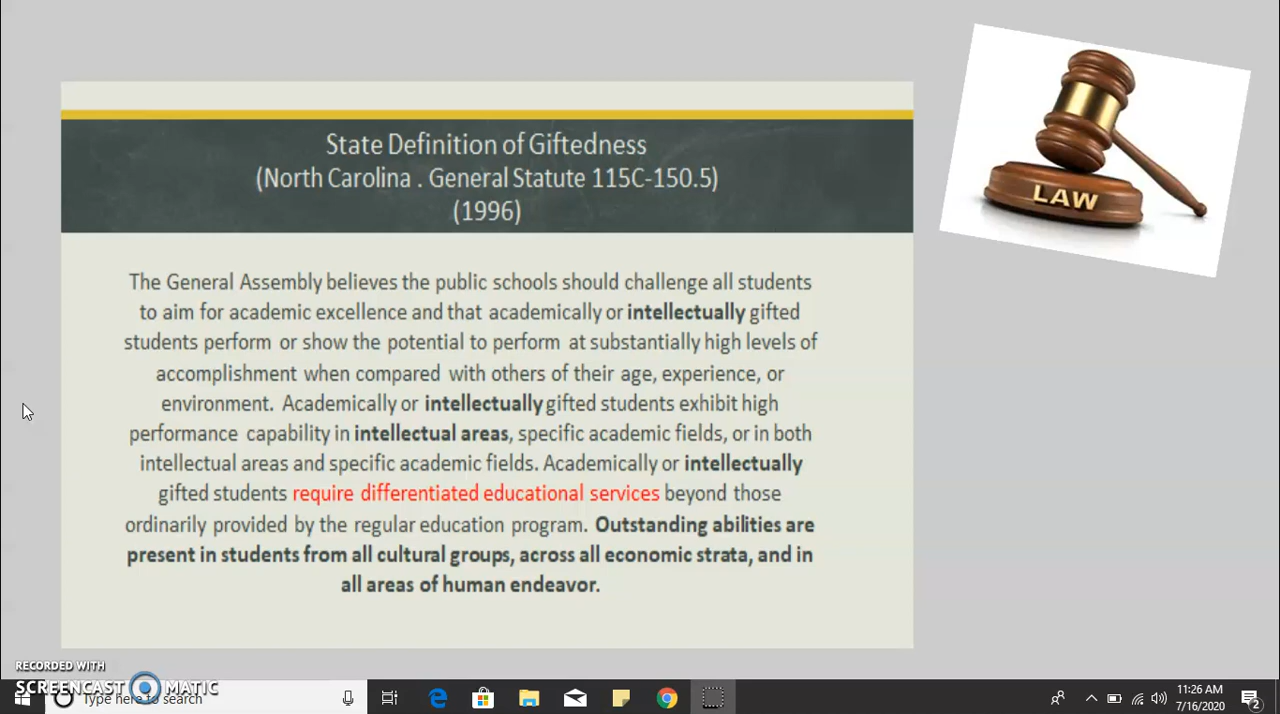 State Definition of Giftedness
(North Carolina . General Statute 115C-150.5)
(1996)
LAW
The General Assembly believes the public schools should challenge all students
to aim for academic excellence and that academically or intellectually gifted
students perform or show the potential to perform at substantially high levels of
accomplishment when compared with others of their age, experience, or
environment. Academically or intellectually gifted students exhibit high
performance capability in intellectual areas, specific academic fields, or in both
intellectual areas and specific academic fields. Academically or intellectually
gifted students require differentiated educational services beyond those
ordinarily provided by the regular education program. Outstanding abilities are
present in students from all cultural groups, across all economic strata, and in
all areas of human endeavor.
RECORDED WITH
SCREENCAST MATIC
Type here to search
11:26 AM
7/16/2020
2